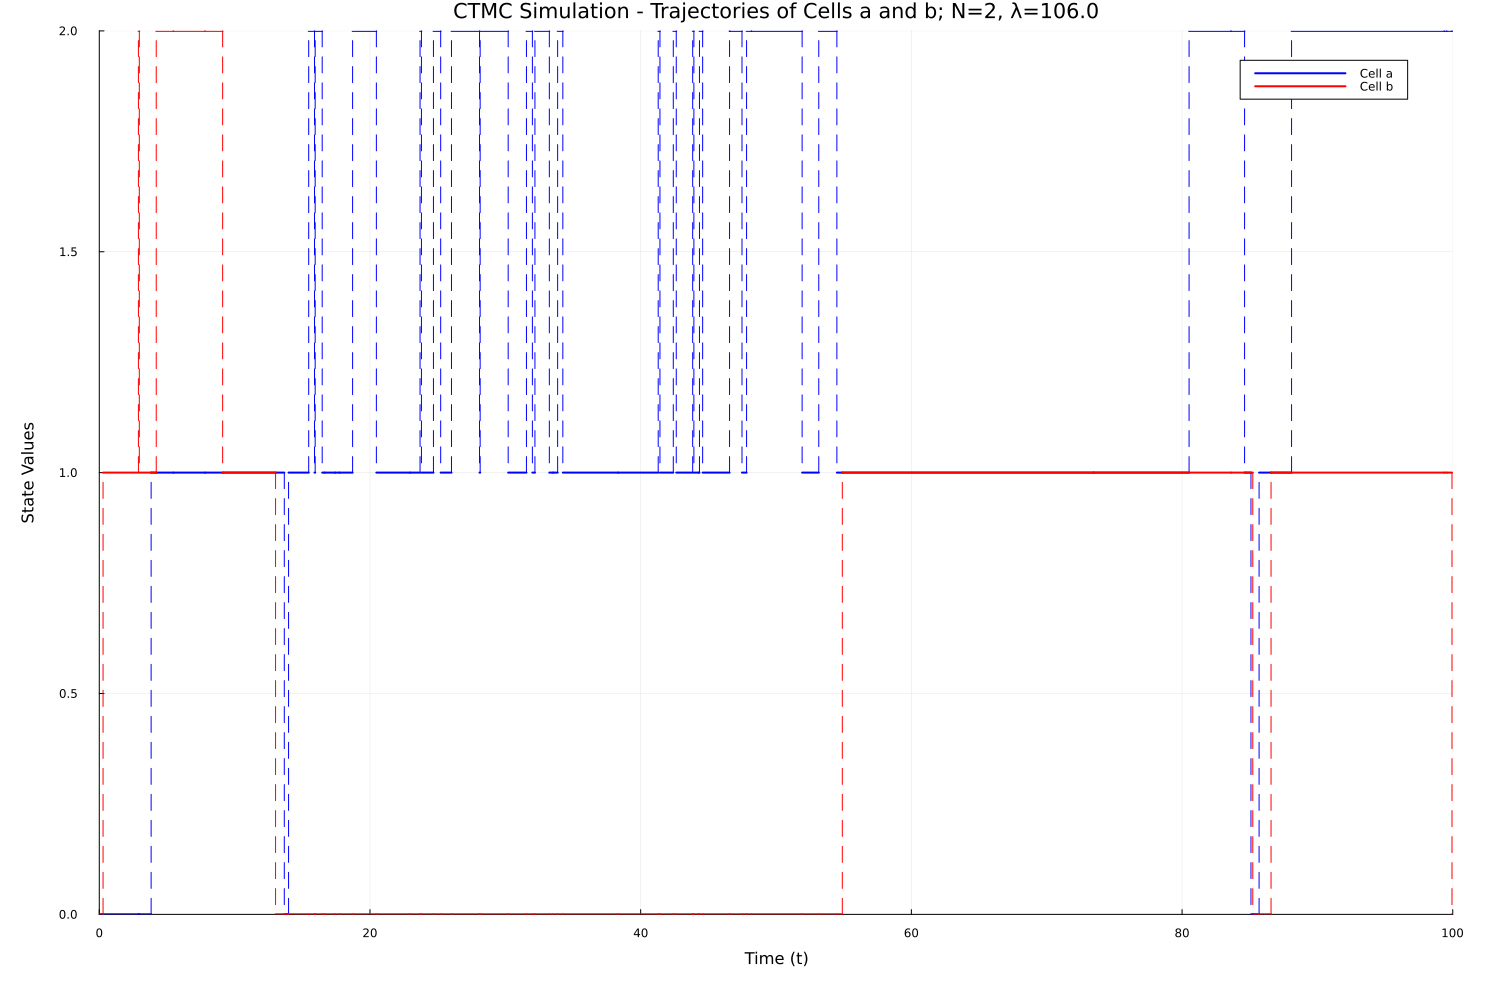 CTMC Simulation - Trajectories of Cells a and b; N=2, λ=106.0
2.0
Cell a
Cell b
1.5
1.0
State Values
0.5
0.0
0 20 40 60 80 100
Time (t)